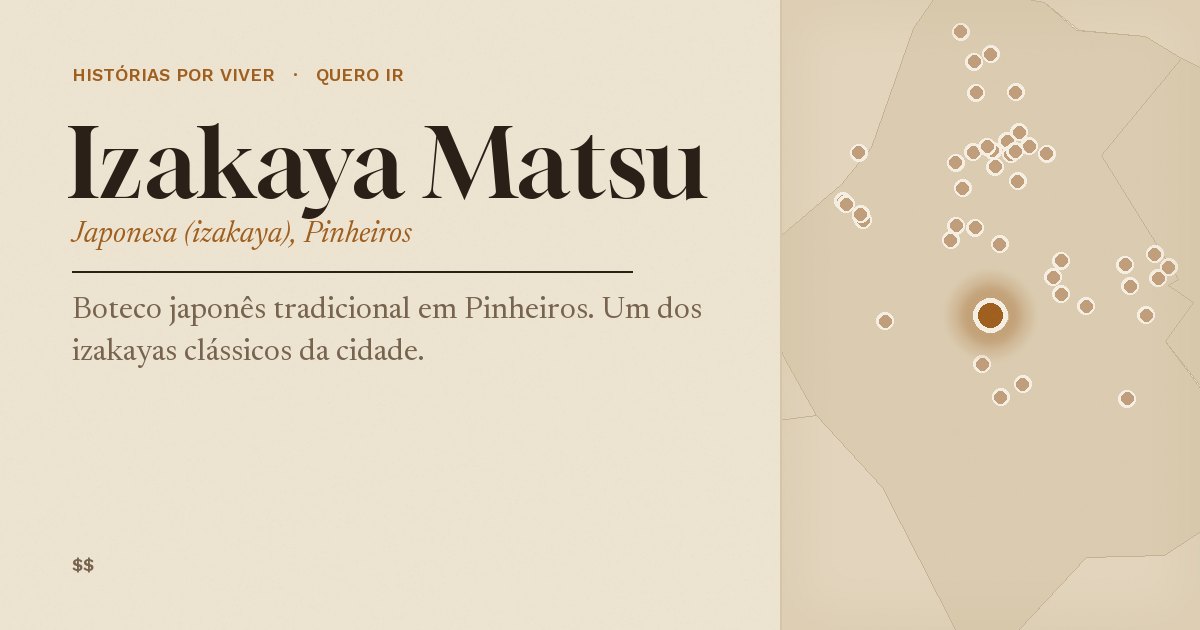 HISTÓRIAS POR VIVER · QUERO IR
Izakaya Matsu
Japonesa (izakaya), Pinheiros
Boteco japonês tradicional em Pinheiros. Um dos
izakayas clássicos da cidade.
$$